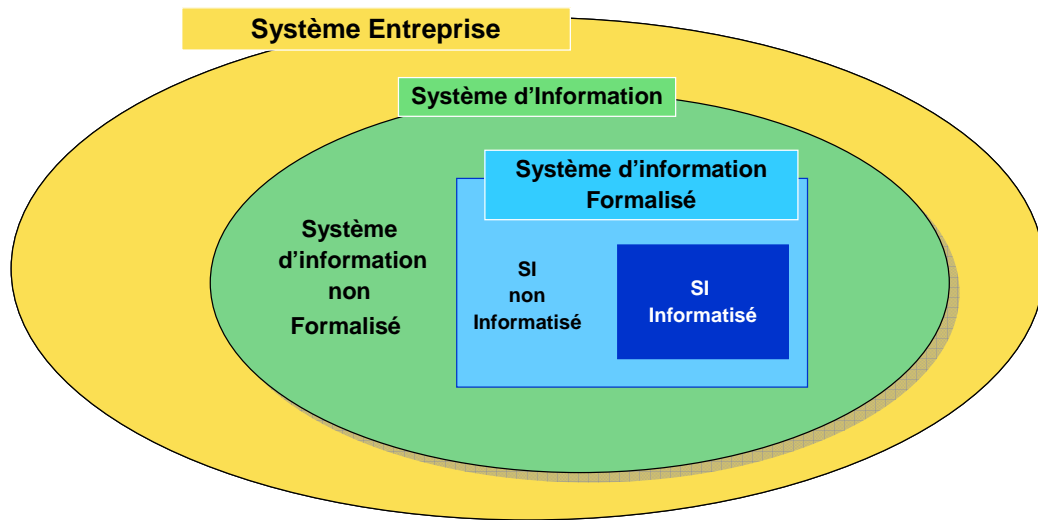 Système Entreprise
Système d'Information
Système d'information
Formalisé
Système
d'information
non
Formalisé
SI
non
Informatisé
SI
Informatisé